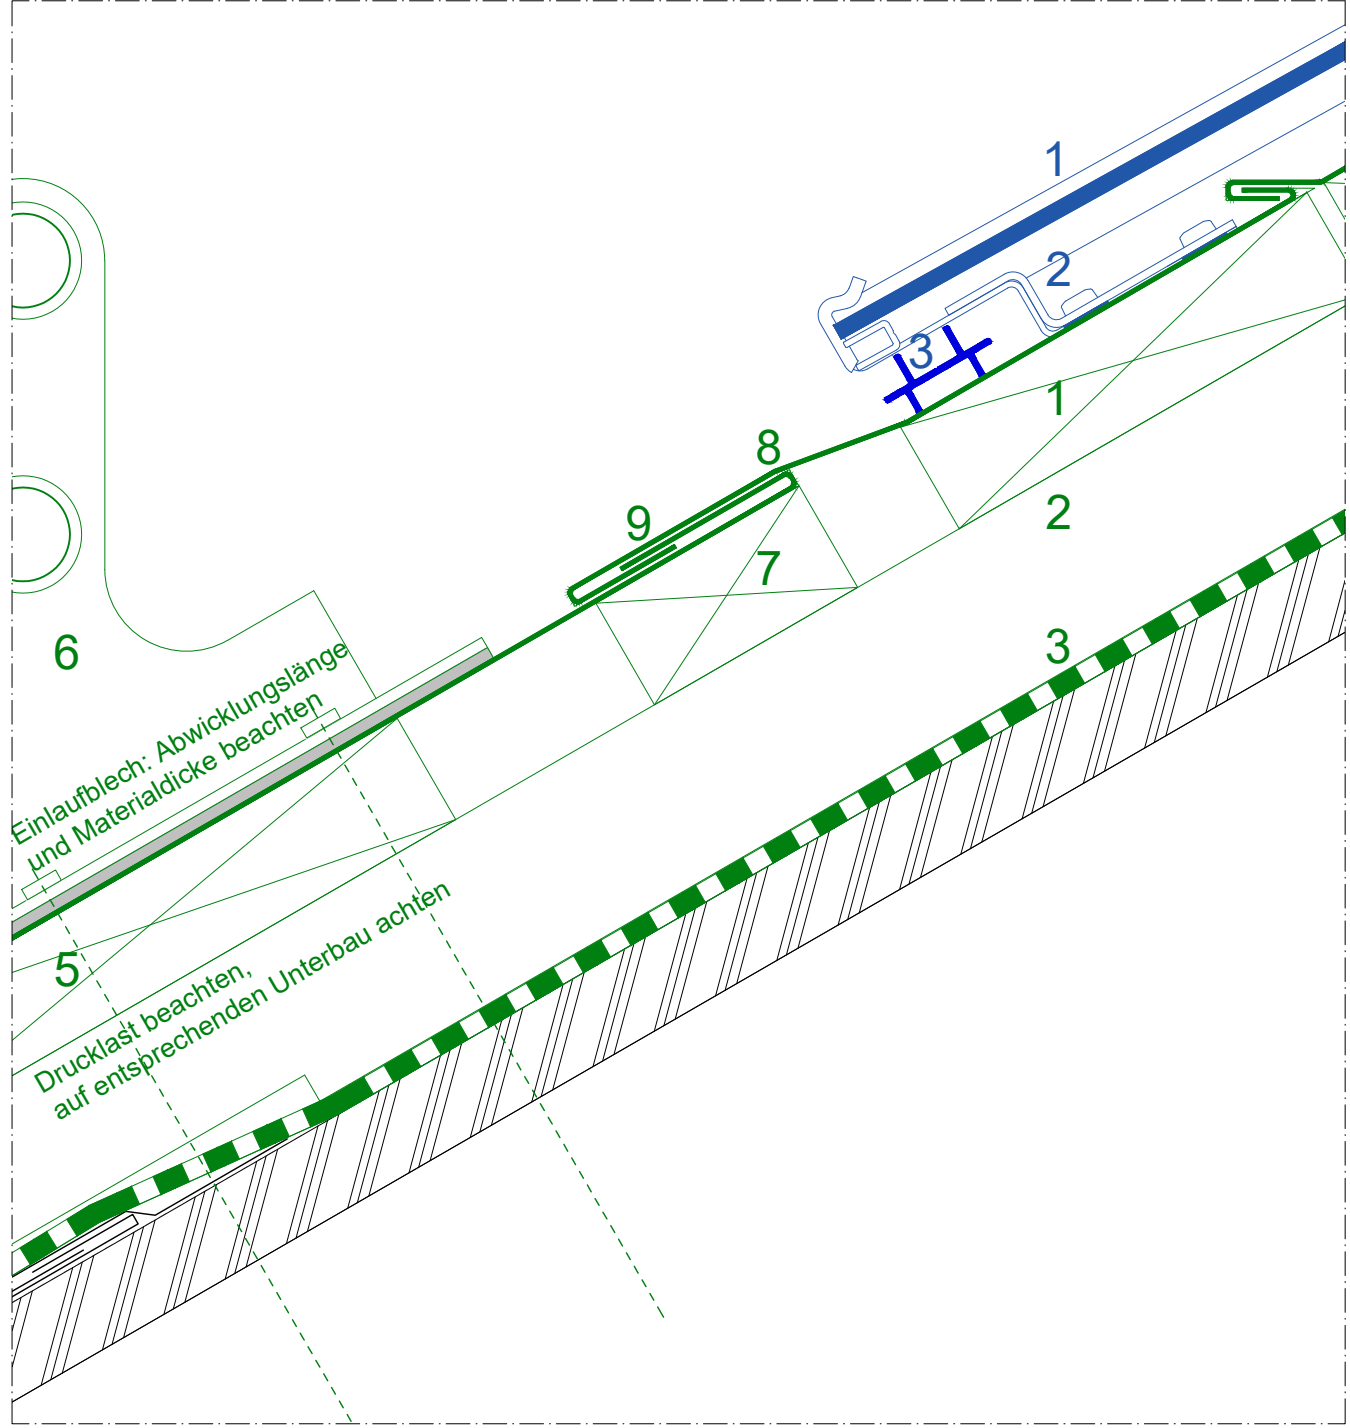 1
2
3
1
8
2
9
7
3
6
Einlaufblech: Abwicklungslänge
und Materialdicke beachten
5
Drucklast beachten,
auf entsprechenden Unterbau achten